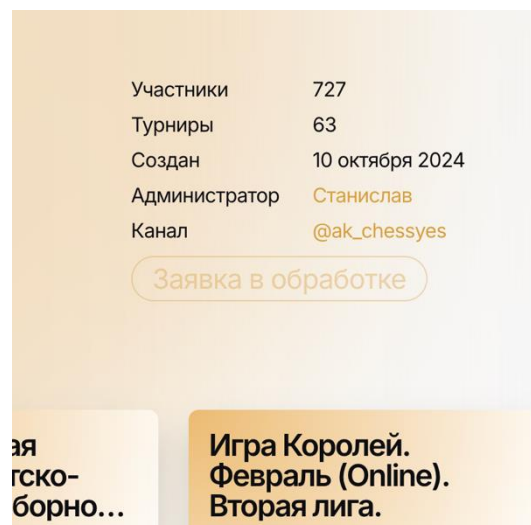 Участники 727
Турниры 63
Создан 10 октября 2024
Администратор Станислав
Канал @ak_chessyes
Заявка в обработке
ая
тско-
борно...
Игра Королей.
Февраль (Online).
Вторая лига.